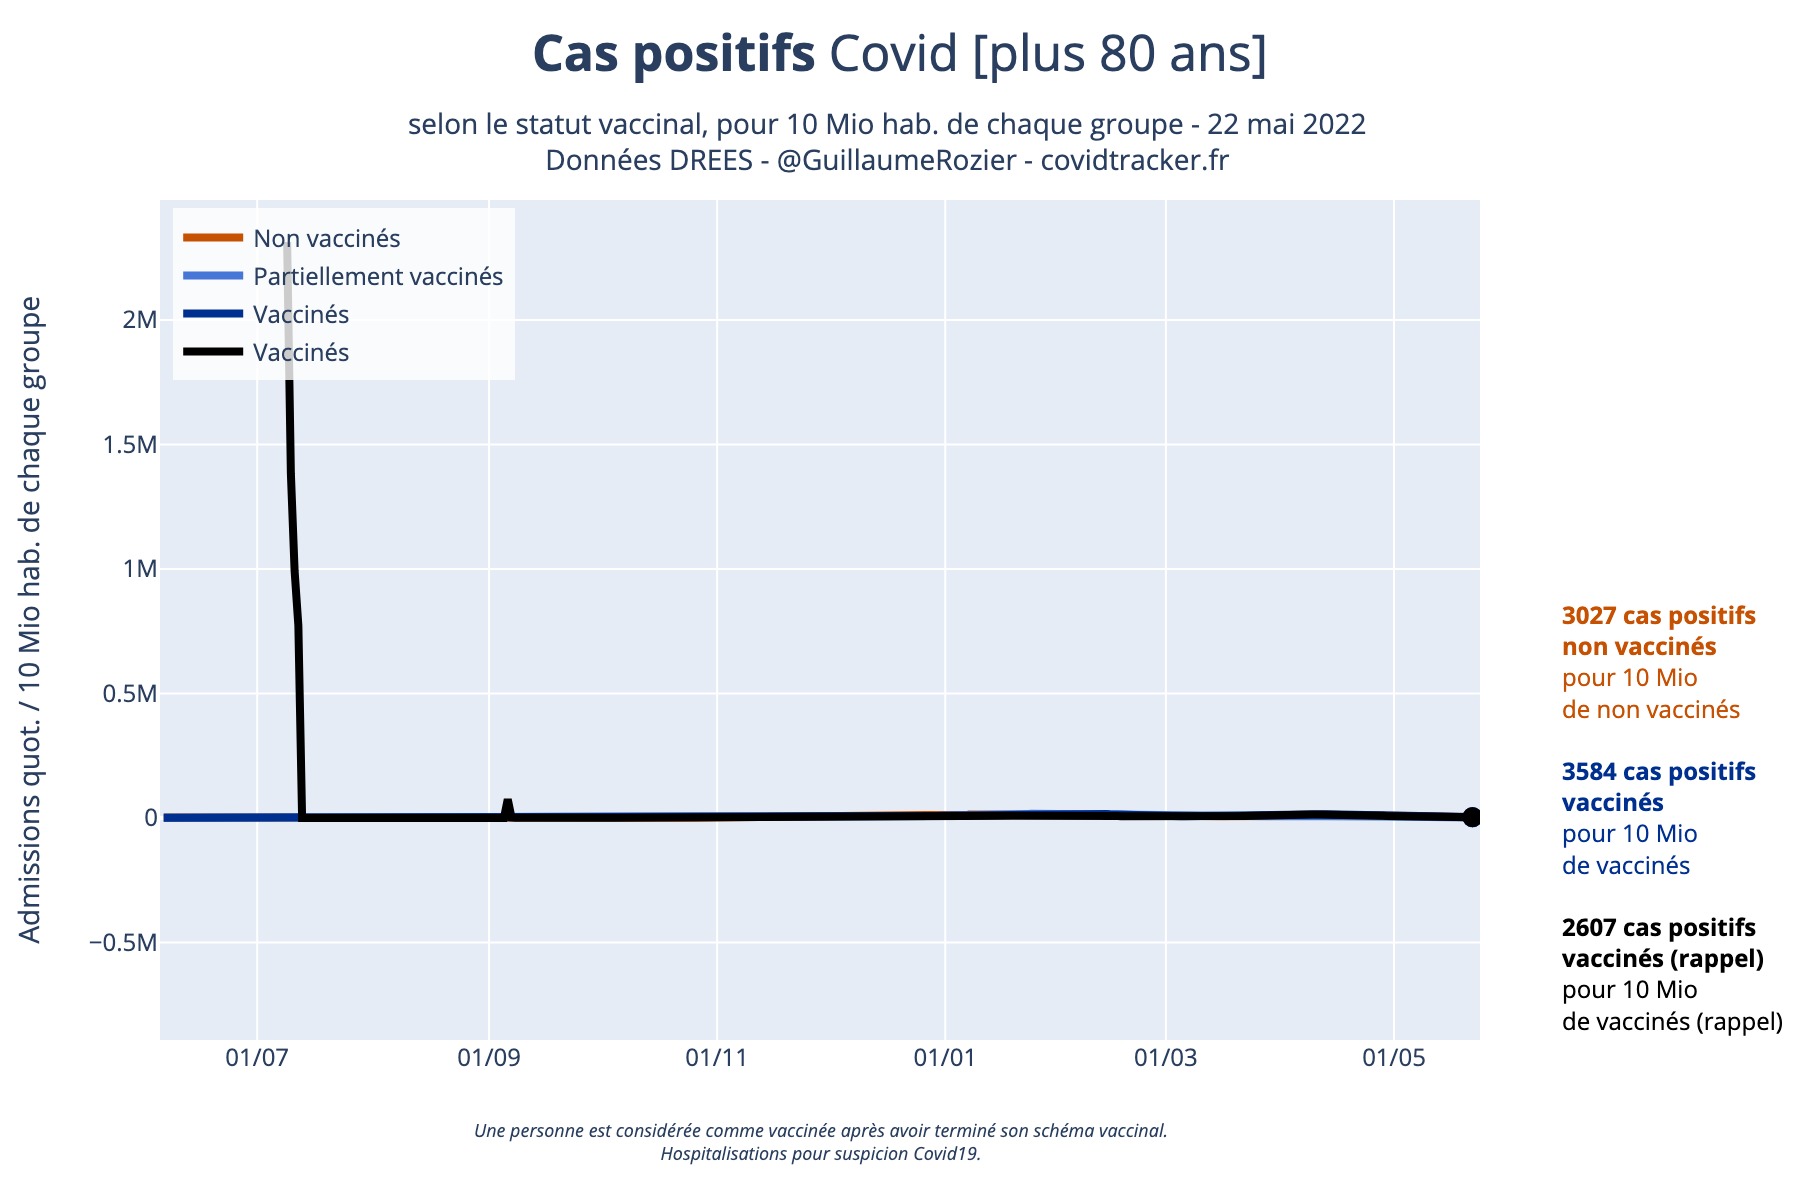 Cas positifs Covid [plus 80 ans]
selon le statut vaccinal, pour 10 Mio hab. de chaque groupe - 22 mai 2022
Données DREES - @GuillaumeRozier - covidtracker.fr
Non vaccinés
Partiellement vaccinés
Vaccinés
Vaccinés
Admissions quot. / 10 Mio hab. de chaque groupe
2M
1.5M
1M
0.5M
0
−0.5M
01/07
01/09
01/11
01/01
01/03
01/05
3027 cas positifs
non vaccinés
pour 10 Mio
de non vaccinés
3584 cas positifs
vaccinés
pour 10 Mio
de vaccinés
2607 cas positifs
vaccinés (rappel)
pour 10 Mio
de vaccinés (rappel)
Une personne est considérée comme vaccinée après avoir terminé son schéma vaccinal.
Hospitalisations pour suspicion Covid19.